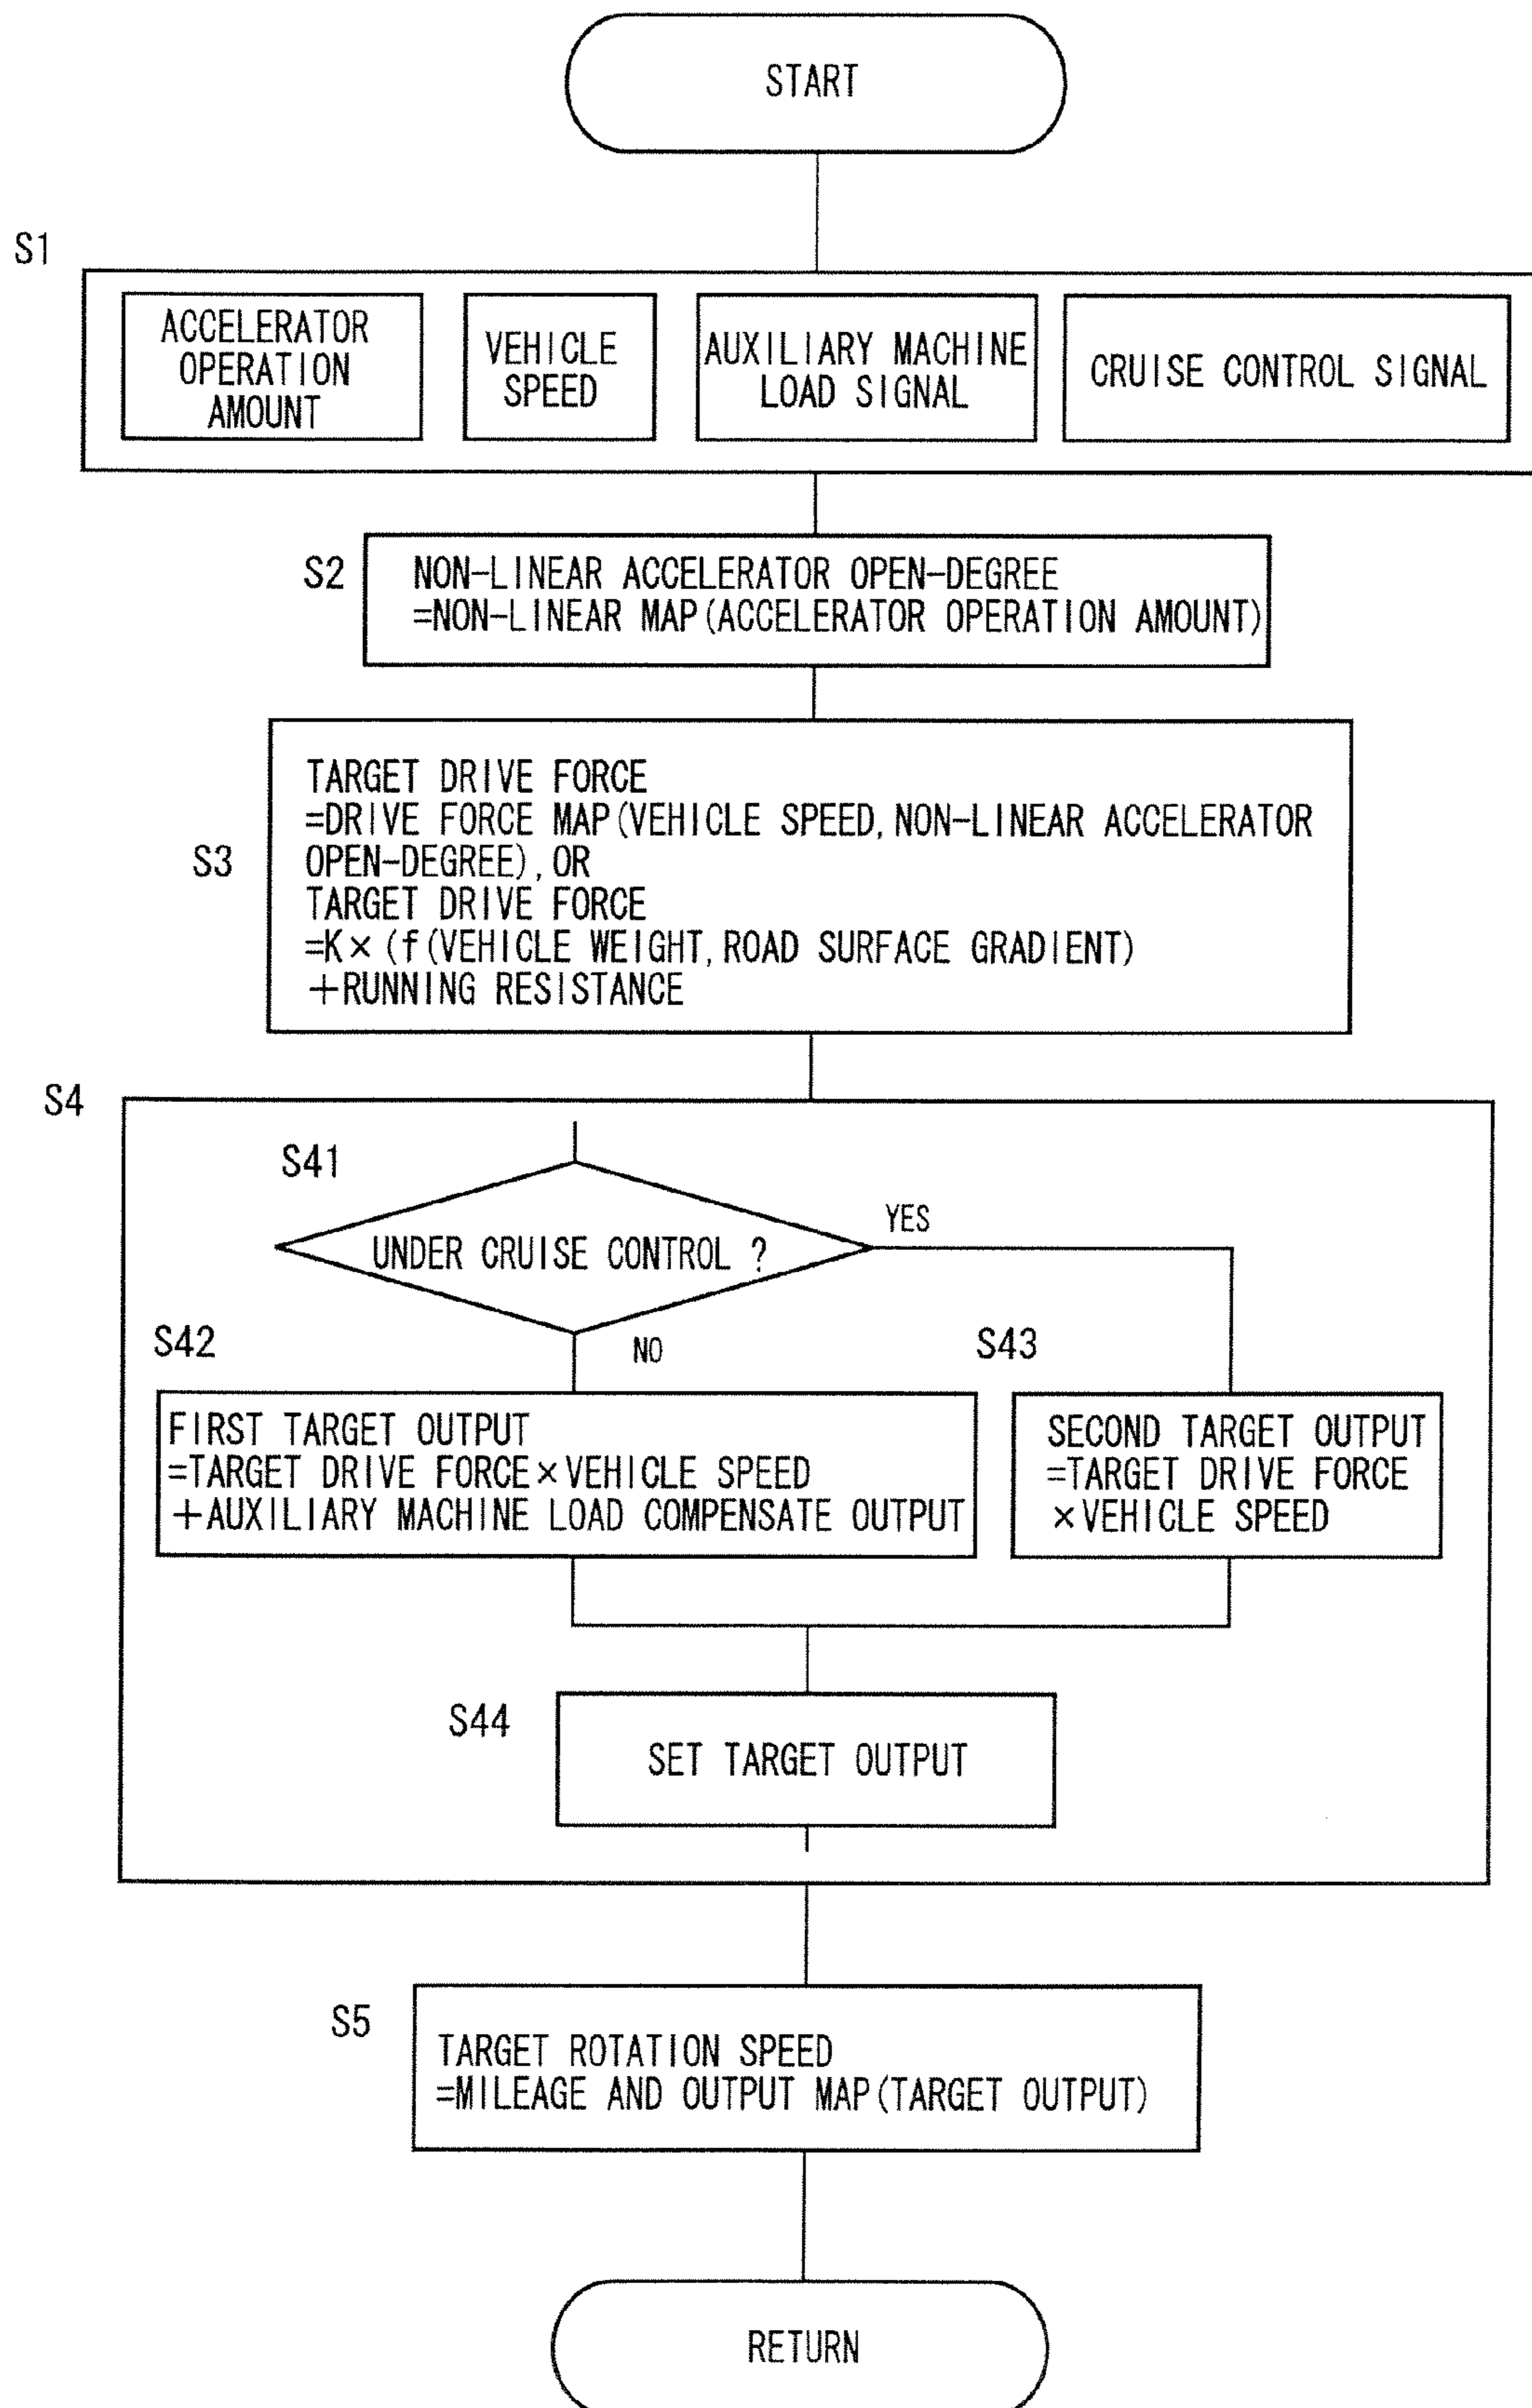 START
S1
ACCELERATOR
OPERATION
AMOUNT
VEHICLE
SPEED
AUXILIARY MACHINE
LOAD SIGNAL
CRUISE CONTROL SIGNAL
S2
NON-LINEAR ACCELERATOR OPEN-DEGREE
=NON-LINEAR MAP(ACCELERATOR OPERATION AMOUNT)
S3
TARGET DRIVE FORCE
=DRIVE FORCE MAP(VEHICLE SPEED, NON-LINEAR ACCELERATOR
OPEN-DEGREE), OR
TARGET DRIVE FORCE
=K×(f(VEHICLE WEIGHT, ROAD SURFACE GRADIENT)
+RUNNING RESISTANCE
S4
S41
UNDER CRUISE CONTROL ?
YES
NO
S42
FIRST TARGET OUTPUT
=TARGET DRIVE FORCE×VEHICLE SPEED
+AUXILIARY MACHINE LOAD COMPENSATE OUTPUT
S43
SECOND TARGET OUTPUT
=TARGET DRIVE FORCE
×VEHICLE SPEED
S44
SET TARGET OUTPUT
S5
TARGET ROTATION SPEED
=MILEAGE AND OUTPUT MAP(TARGET OUTPUT)
RETURN